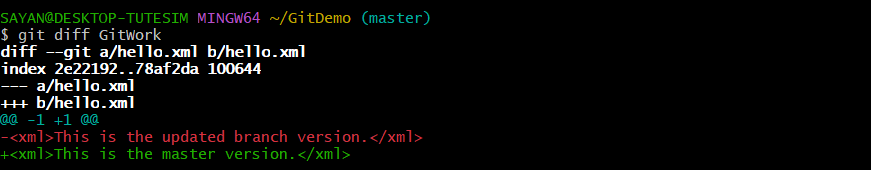 SAYAN@DESKTOP-TUTESIM MINGW64 ~/GitDemo (master)
$ git diff GitWork
diff --git a/hello.xml b/hello.xml
index 2e22192..78af2da 100644
--- a/hello.xml
+++ b/hello.xml
@@ -1 +1 @@
-<xml>This is the updated branch version.</xml>
+<xml>This is the master version.</xml>